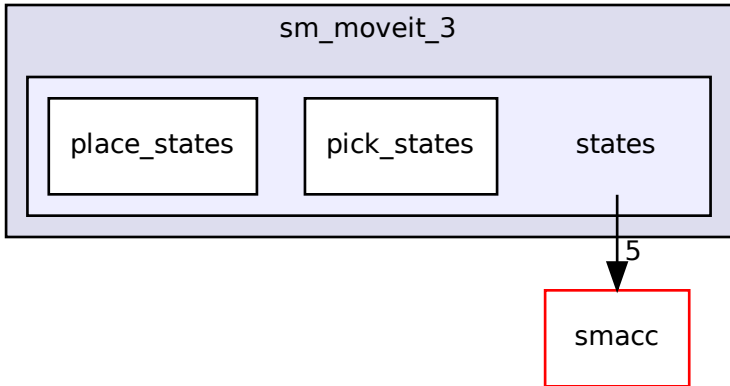 sm_moveit_3
place_states
pick_states
states
5
smacc